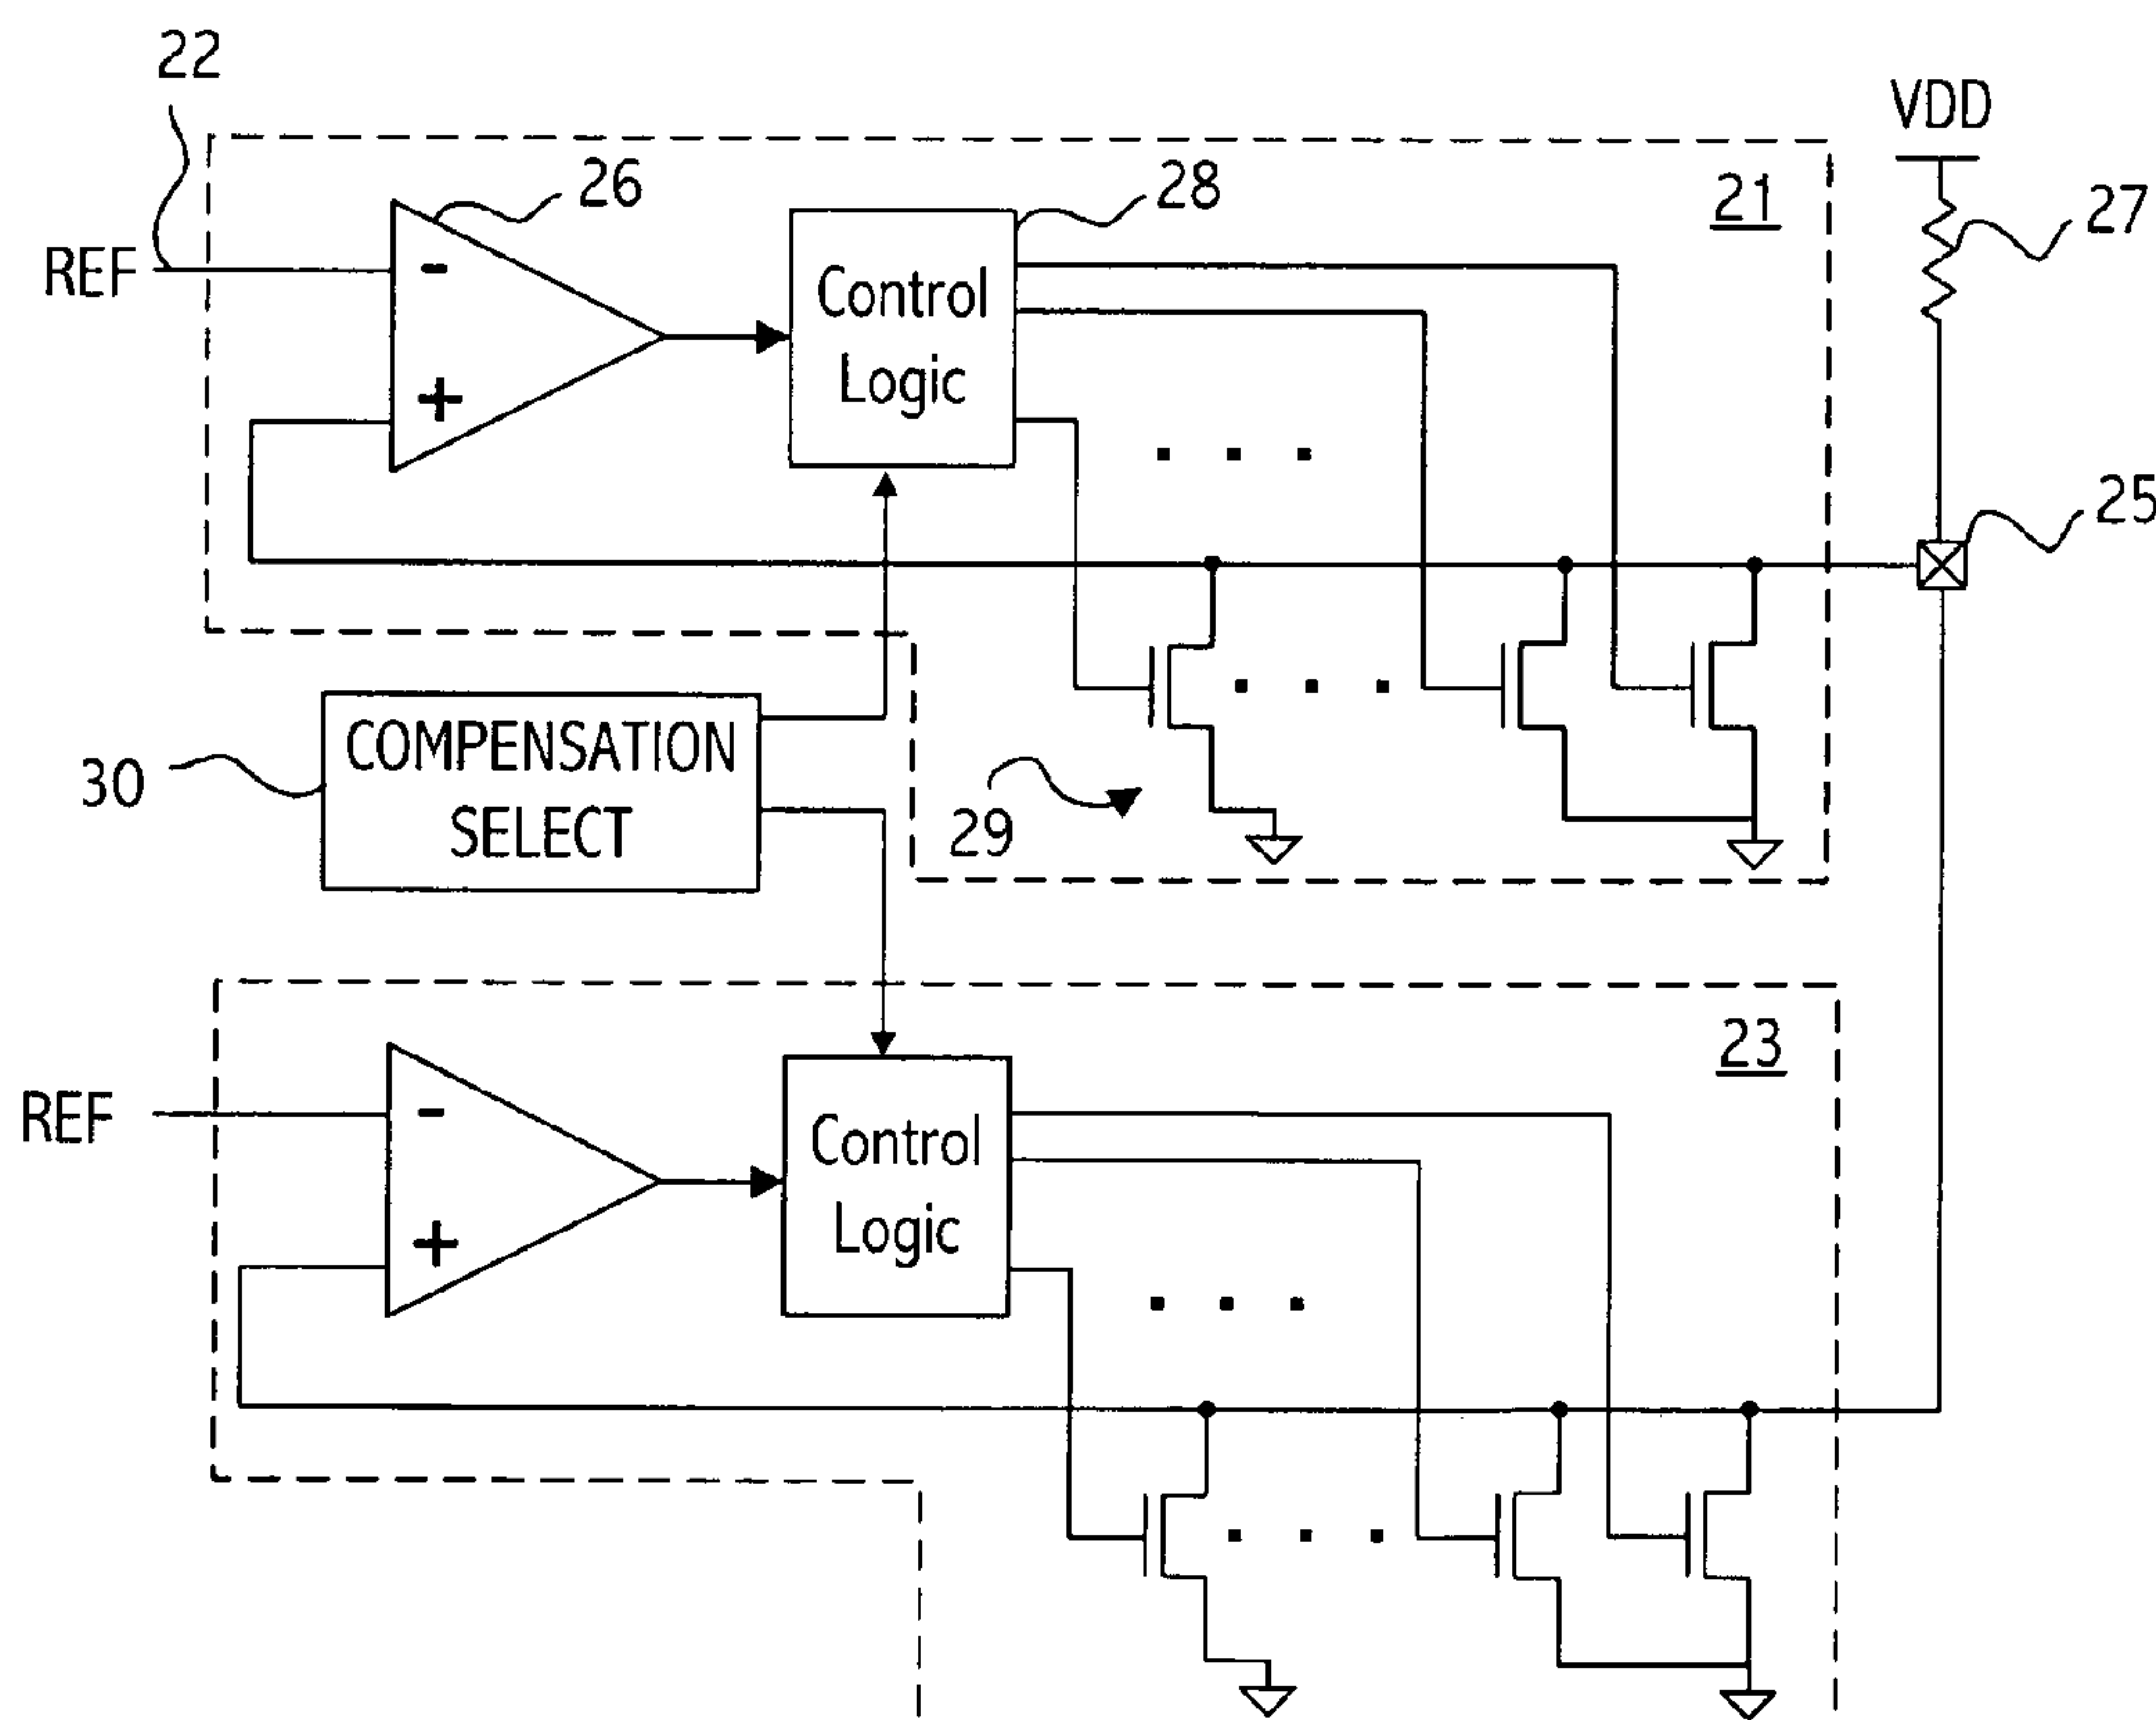 22
VDD
26
28
21
27
REF
-
Control
Logic
+
25
COMPENSATION
SELECT
30
29
23
REF
-
Control
Logic
+